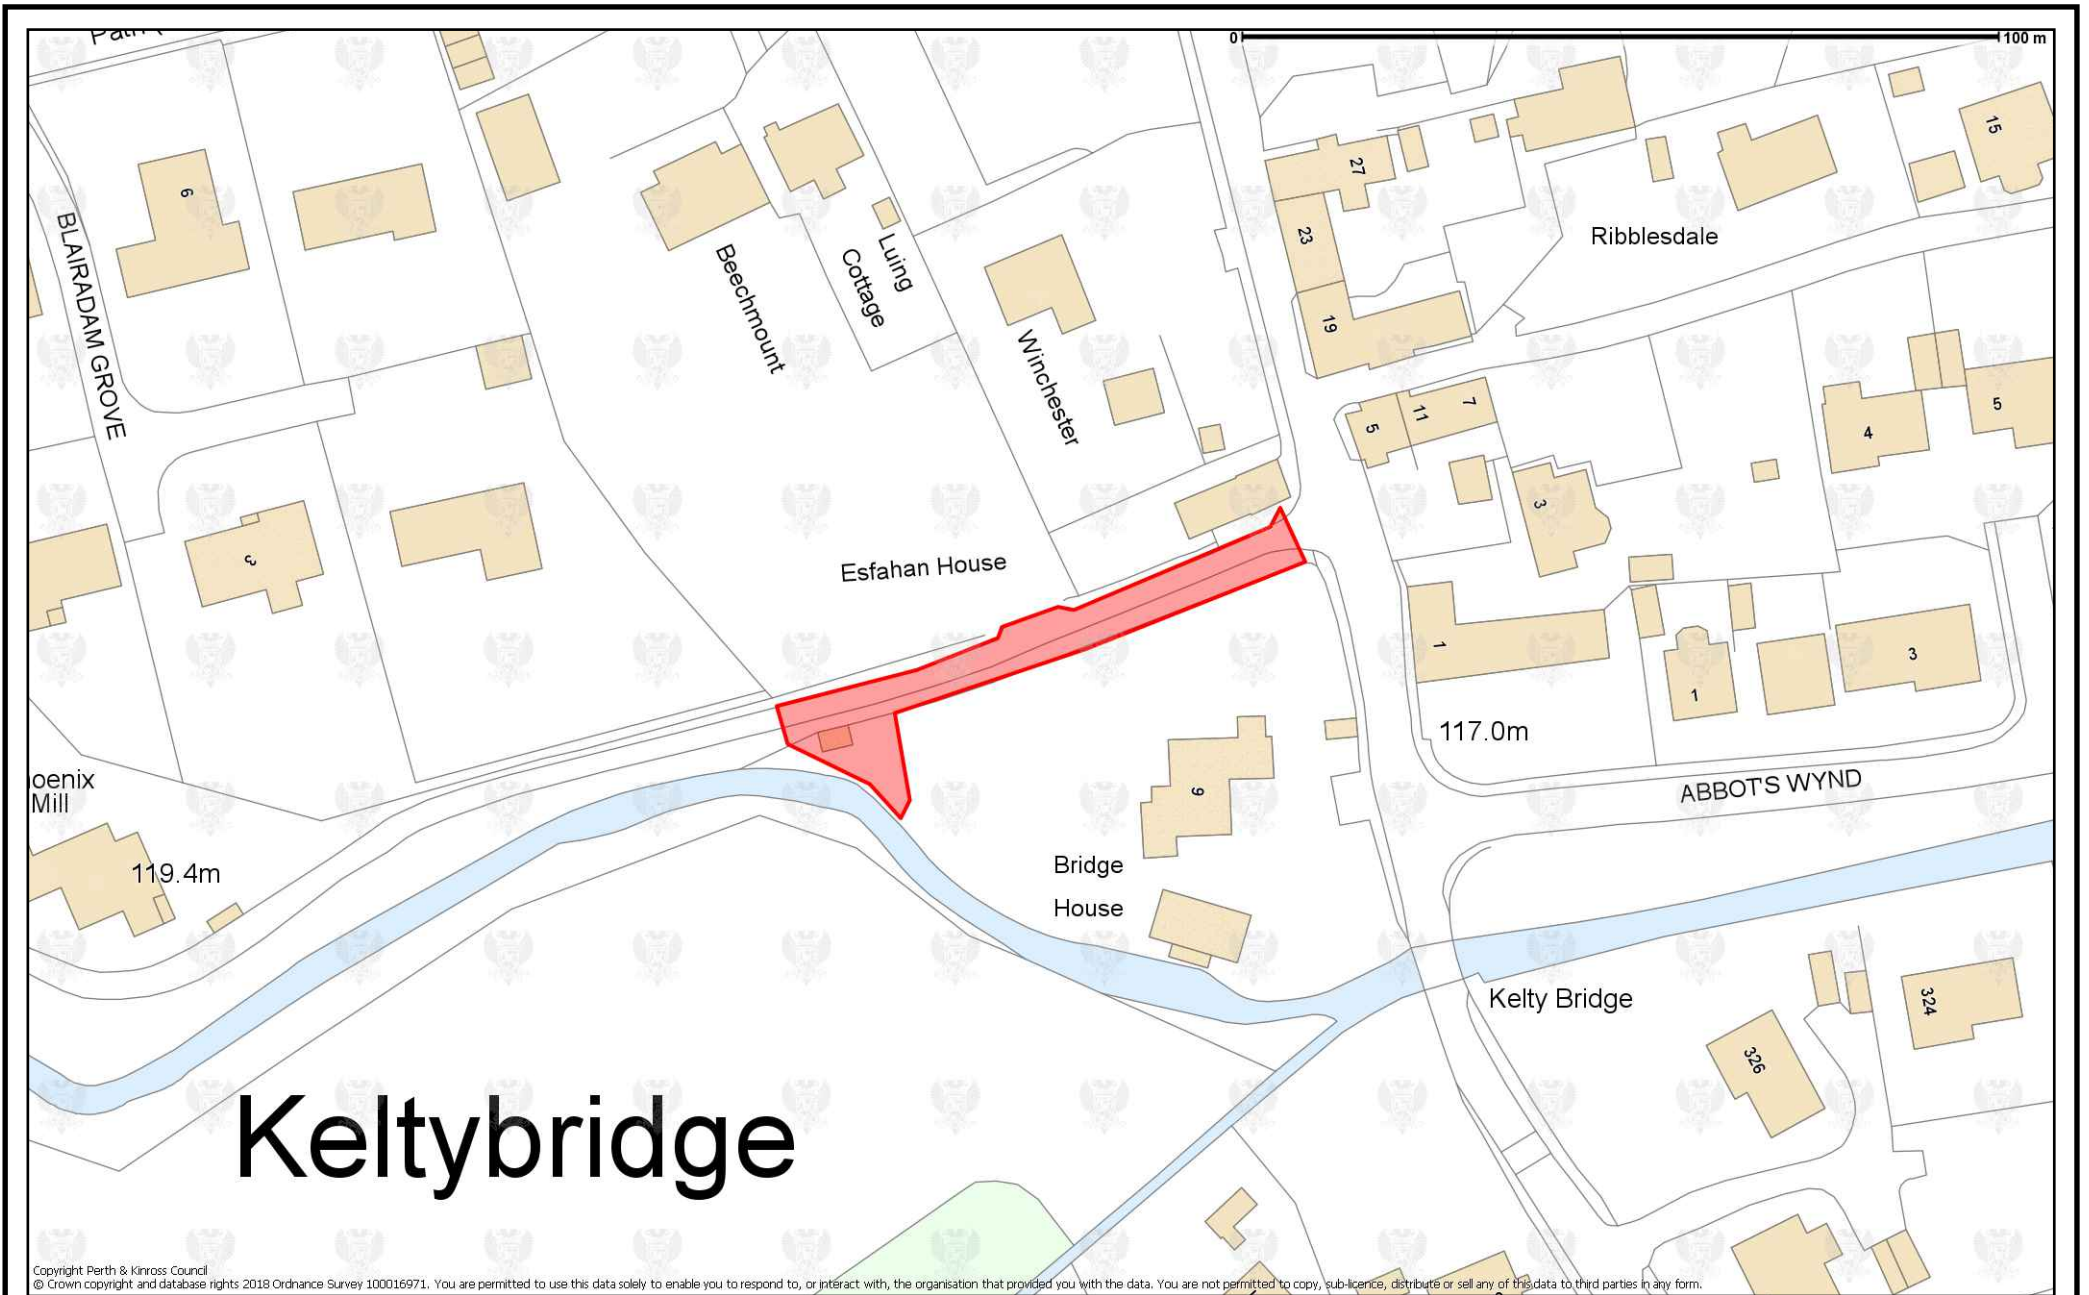 Path
0
100 m
15
27
6
23
Ribblesdale
BLAIRADAM GROVE
Luing
Cottage
Beechmount
19
Winchester
5
11
7
4
5
3
3
Esfahan House
1
1
3
117.0m
ABBOT'S WYND
9
Mill
119.4m
Bridge
House
Kelty Bridge
324
326
Keltybridge
Copyright Perth & Kinross Council
© Crown copyright and database rights 2018 Ordnance Survey 100016971. You are permitted to use this data solely to enable you to respond to, or interact with, the organisation that provided you with the data. You are not permitted to copy, sub-licence, distribute or sell any of this data to third parties in any form.